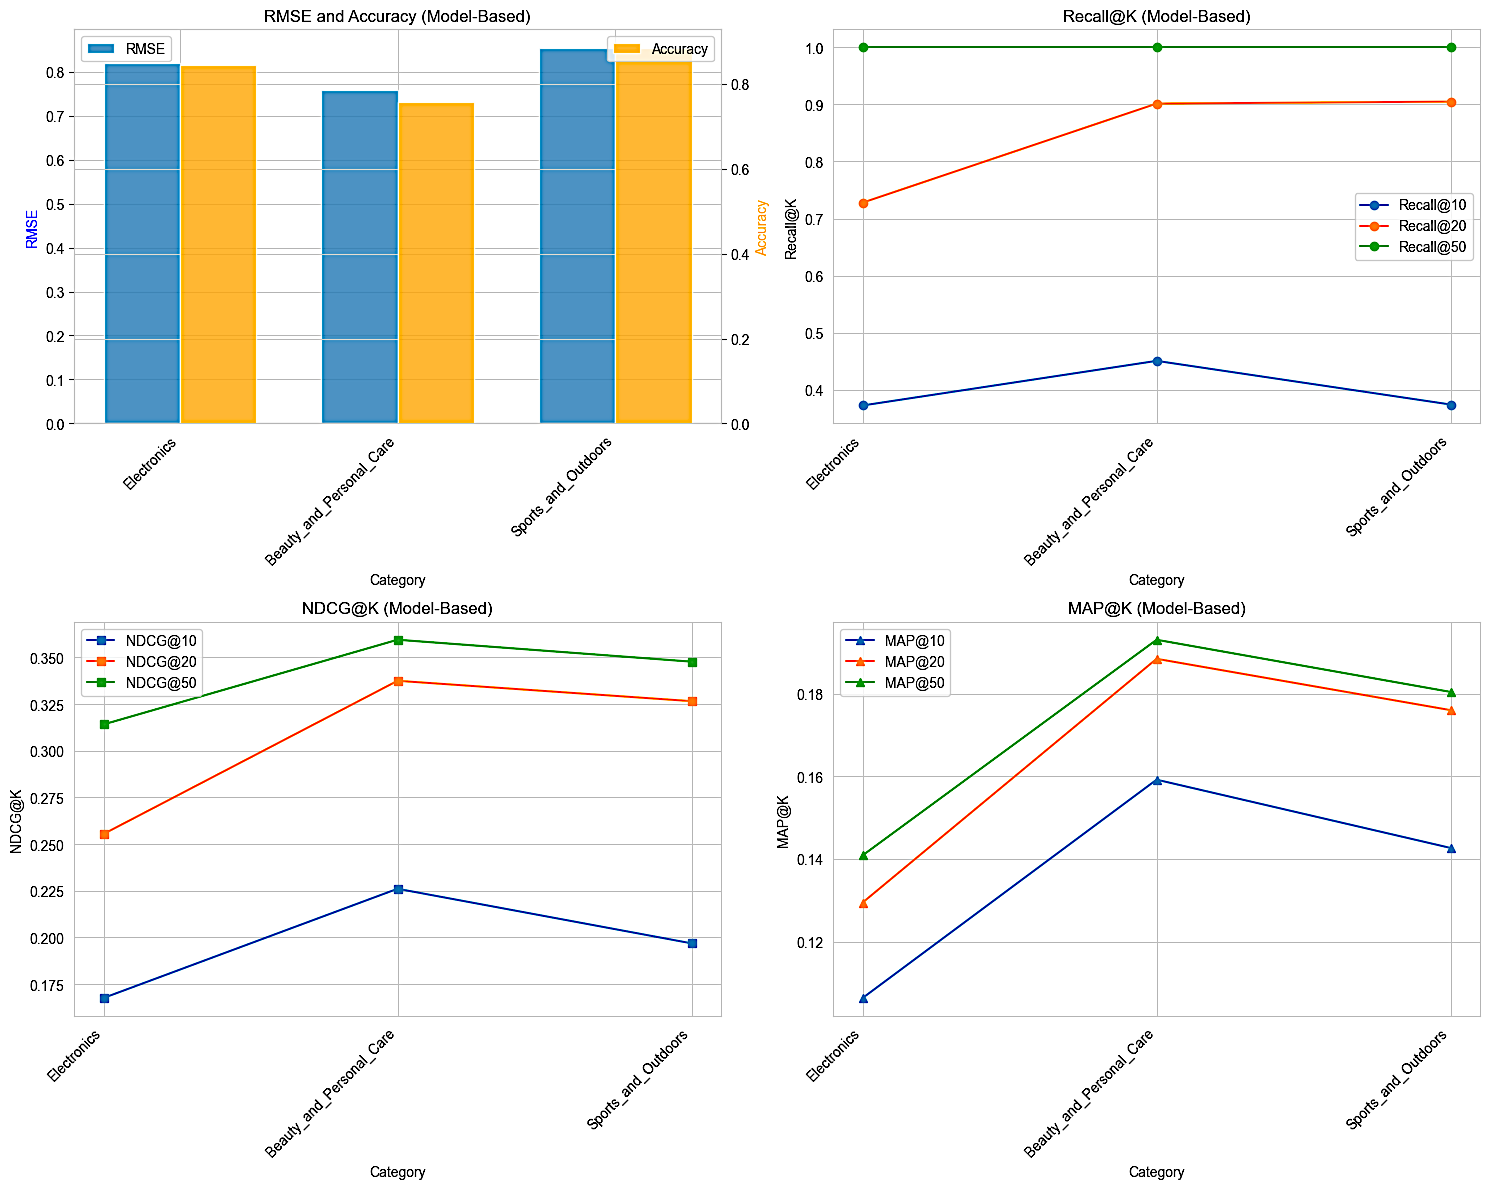 RMSE and Accuracy (Model-Based)
RMSE
Accuracy
0.8
0.7
0.6
0.5
0.4
0.3
0.2
0.1
0.0
RMSE
0.8
0.6
0.4
0.2
0.0
Accuracy
Electronics
Beauty_and_Personal_Care
Sports_and_Outdoors
Category
Recall@K (Model-Based)
1.0
0.9
0.8
0.7
0.6
0.5
0.4
Recall@K
Recall@10
Recall@20
Recall@50
Electronics
Beauty_and_Personal_Care
Sports_and_Outdoors
Category
NDCG@K (Model-Based)
NDCG@10
NDCG@20
NDCG@50
0.350
0.325
0.300
0.275
0.250
0.225
0.200
0.175
NDCG@K
Electronics
Beauty_and_Personal_Care
Sports_and_Outdoors
Category
MAP@K (Model-Based)
MAP@10
MAP@20
MAP@50
0.18
0.16
0.14
0.12
MAP@K
Electronics
Beauty_and_Personal_Care
Sports_and_Outdoors
Category